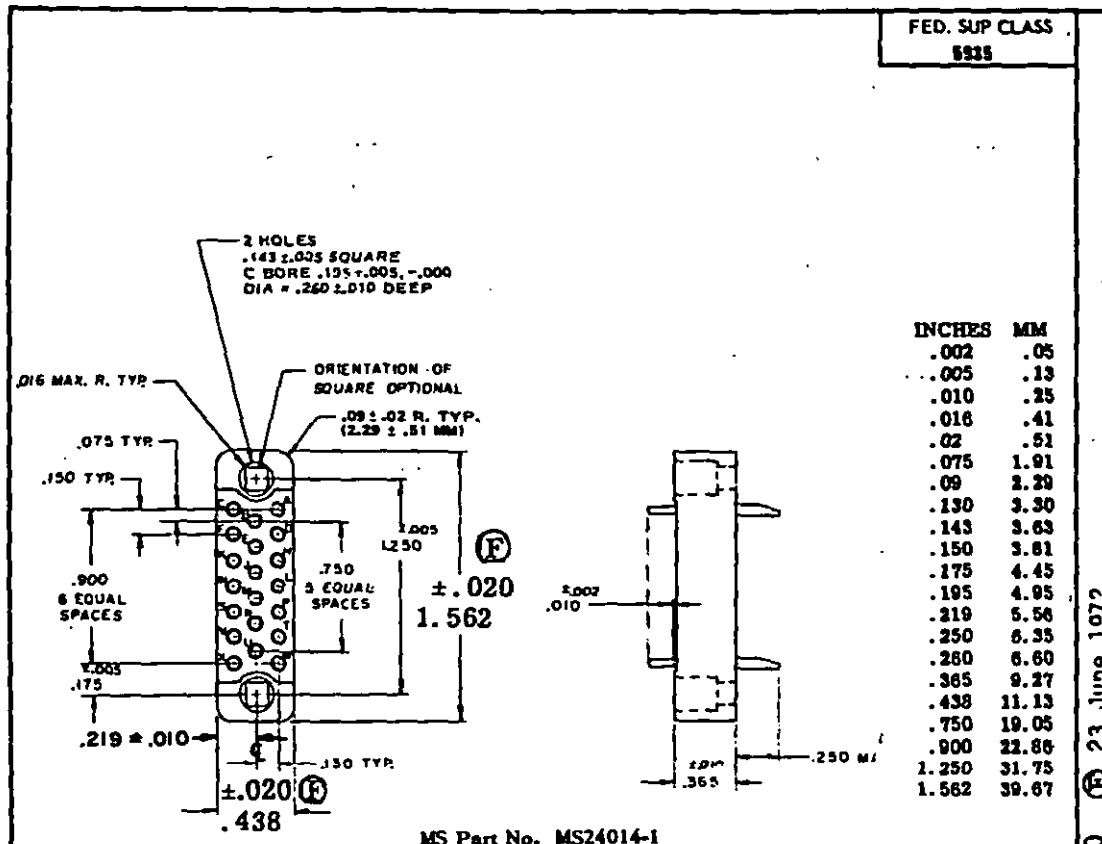 FED. SUP CLASS
5935
2 HOLES
.143 ±.005 SQUARE
C BORE .195 +.005, -.000
DIA × .260 ±.010 DEEP
.016 MAX. R. TYP.
ORIENTATION OF
SQUARE OPTIONAL
.09 ± .02 R. TYP.
(2.29 ± .51 MM)
.075 TYP.
.150 TYP.
±.005
1.250
Ⓕ
±.020
1.562
.900
6 EQUAL
SPACES
.750
5 EQUAL
SPACES
±.005
.175
.219 ±.010
.130 TYP.
±.020 Ⓕ
.438
±.002
.010
±.010
.365
.250
INCHES MM
.002 .05
.005 .13
.010 .25
.016 .41
.02 .51
.075 1.91
.09 2.29
.130 3.30
.143 3.63
.150 3.81
.175 4.45
.195 4.95
.219 5.56
.250 6.35
.260 6.60
.365 9.27
.438 11.13
.750 19.05
.900 22.86
1.250 31.75
1.562 39.67
Ⓕ 23 June 1972
MS Part No. MS24014-1